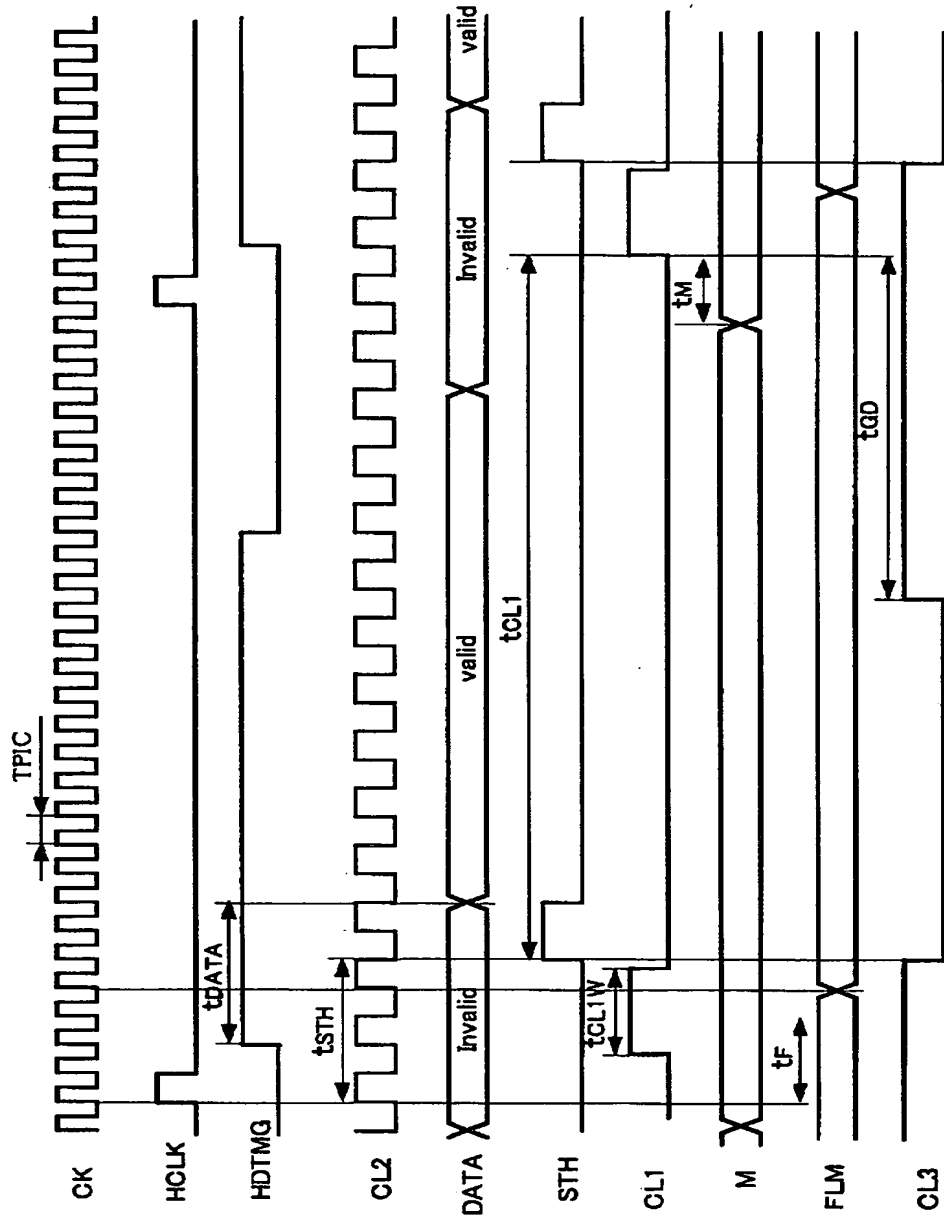 TPIC
CK
HCLK
HDTMG
tDATA
tSTH
CL2
DATA
Invalid
valid
Invalid
valid
STH
tCL1
CL1
tCL1W
M
tM
FLM
tF
CL3
tGD